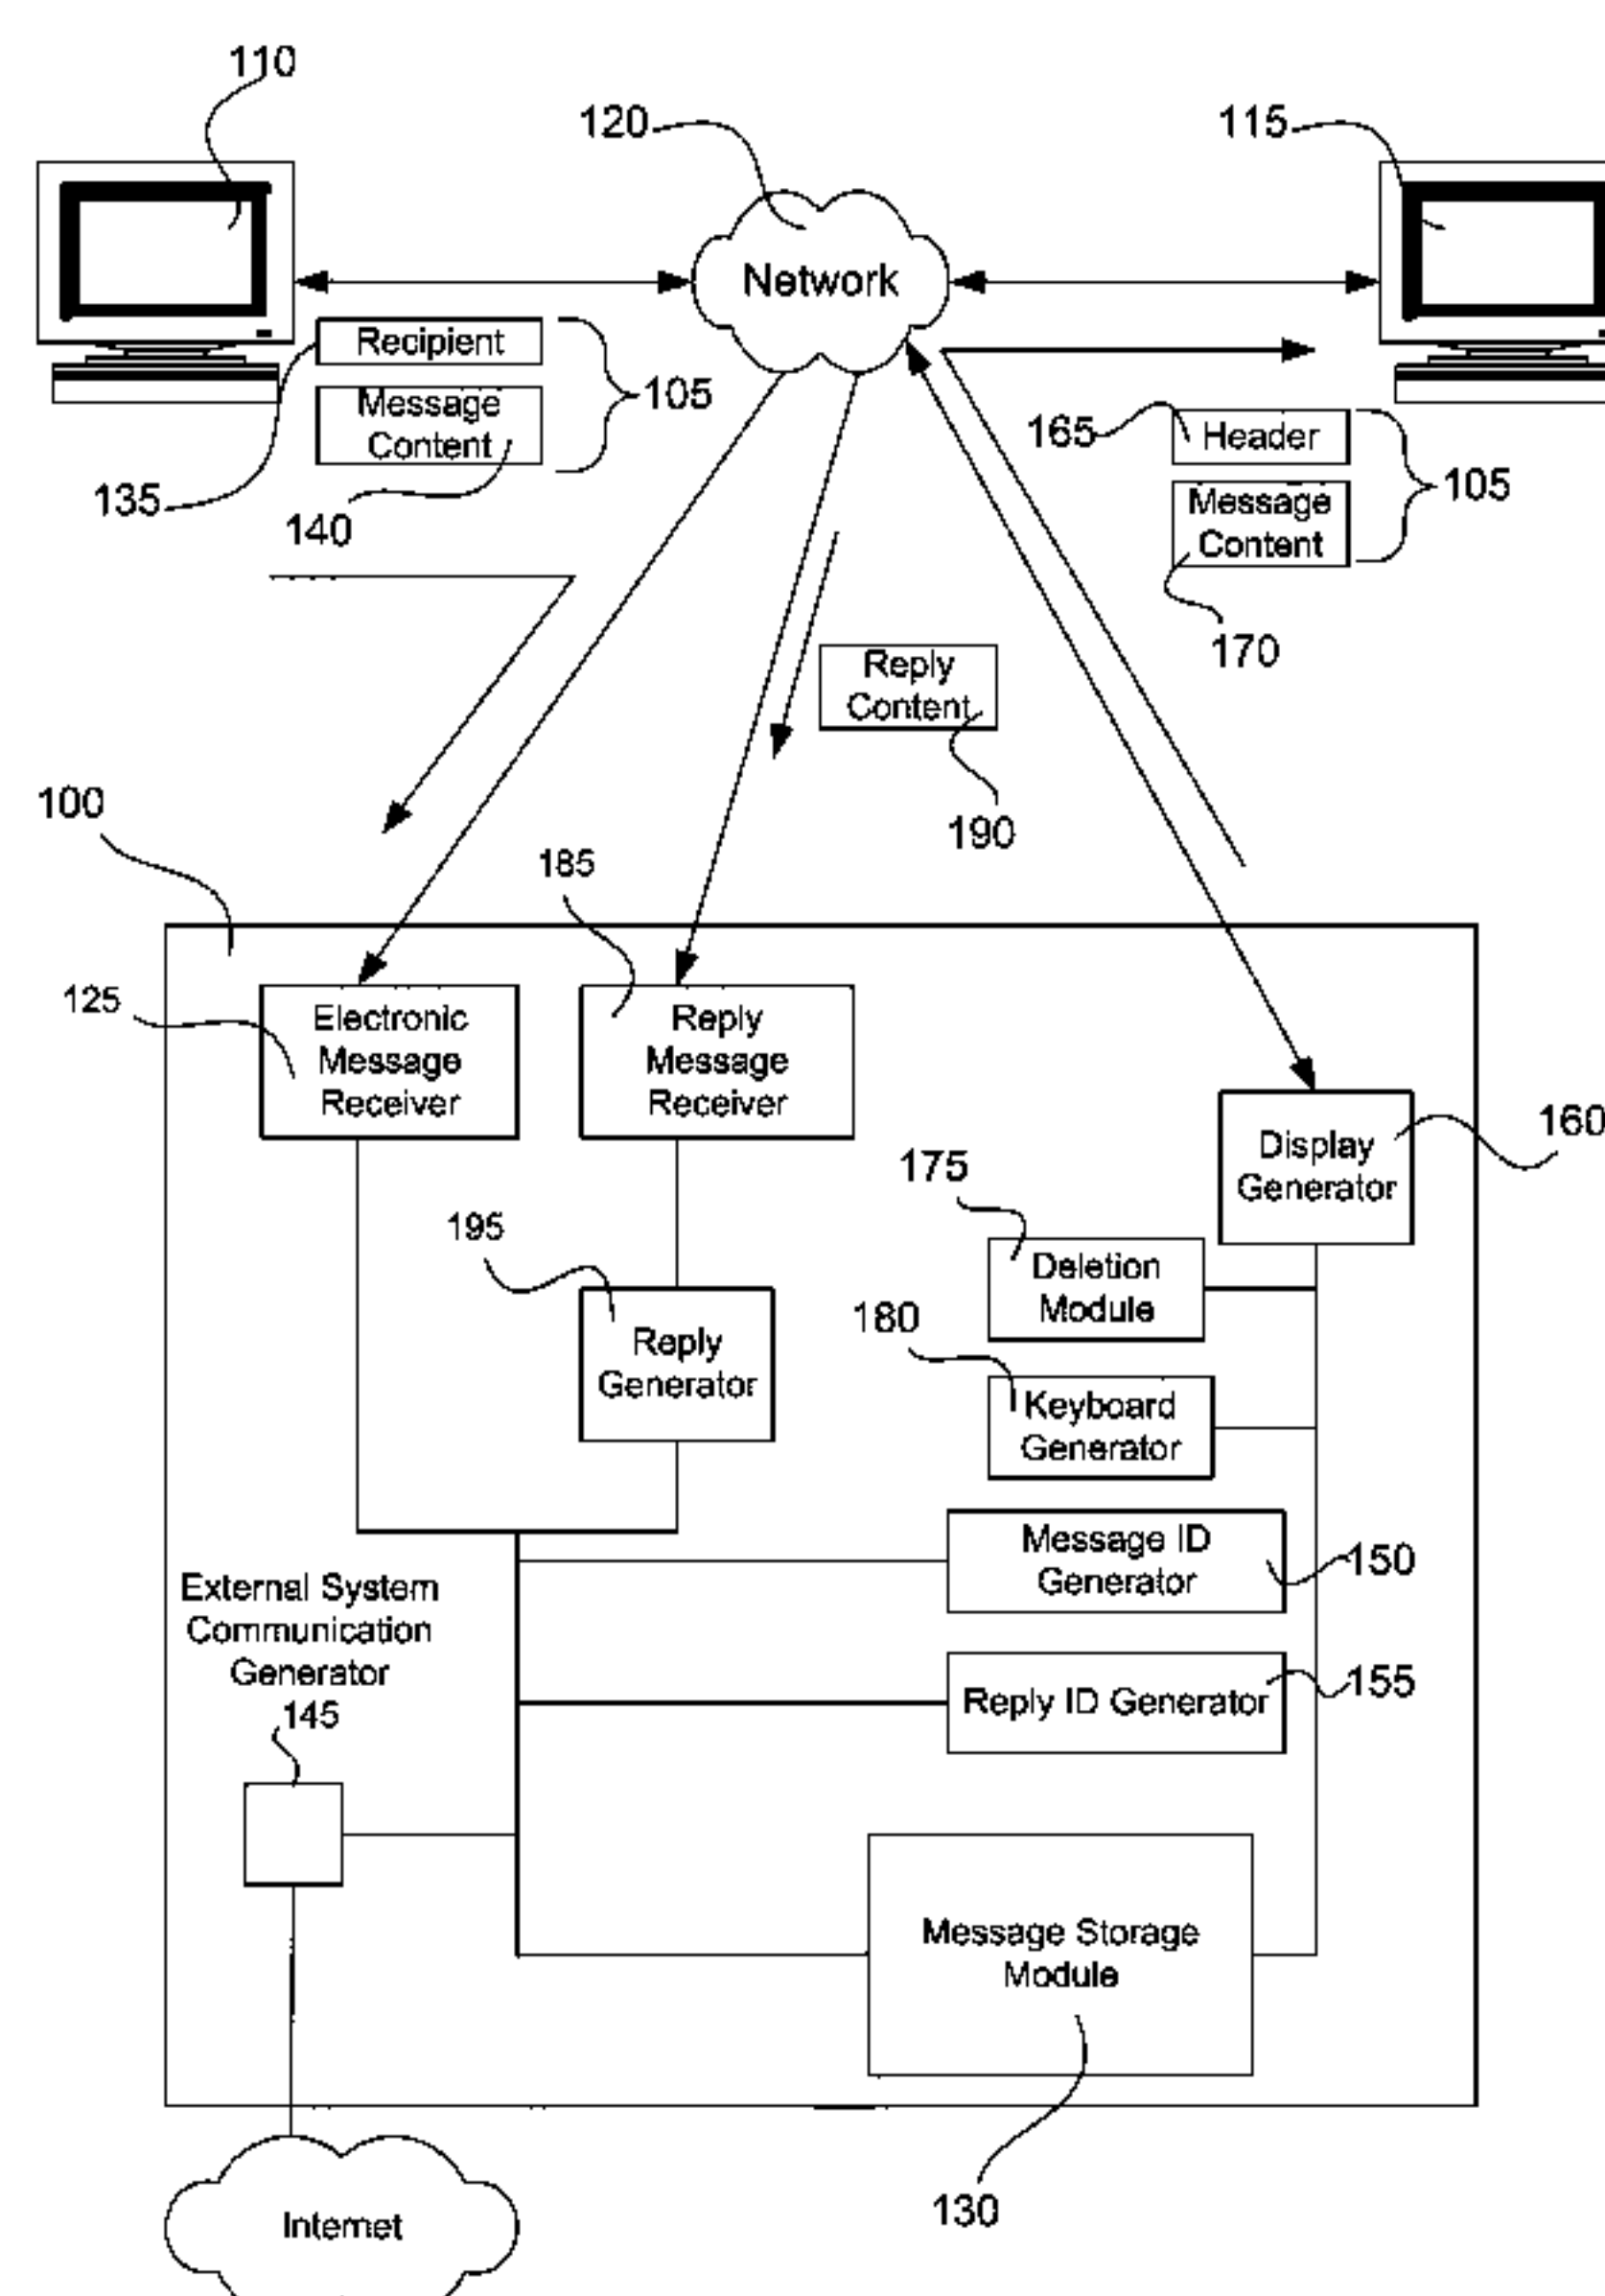 110
120
115
Network
Recipient
Message
Content
105
135
140
165
Header
Message
Content
105
170
Reply
Content
190
100
185
125
Electronic
Message
Receiver
Reply
Message
Receiver
160
Display
Generator
175
Deletion
Module
195
Reply
Generator
180
Keyboard
Generator
Message ID
Generator
150
External System
Communication
Generator
145
Reply ID Generator
155
Message Storage
Module
130
Internet